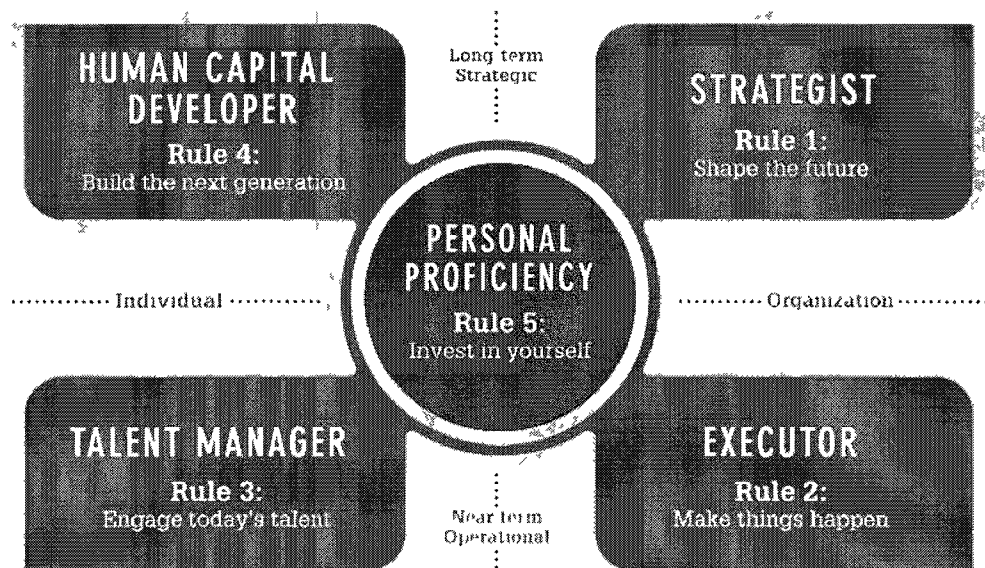 HUMAN CAPITAL
DEVELOPER
Rule 4:
Build the next generation
Long term
Strategic
STRATEGIST
Rule 1:
Shape the future
PERSONAL
PROFICIENCY
Rule 5:
Invest in yourself
Individual
Organization
TALENT MANAGER
Rule 3:
Engage today's talent
Near term
Operational
EXECUTOR
Rule 2:
Make things happen